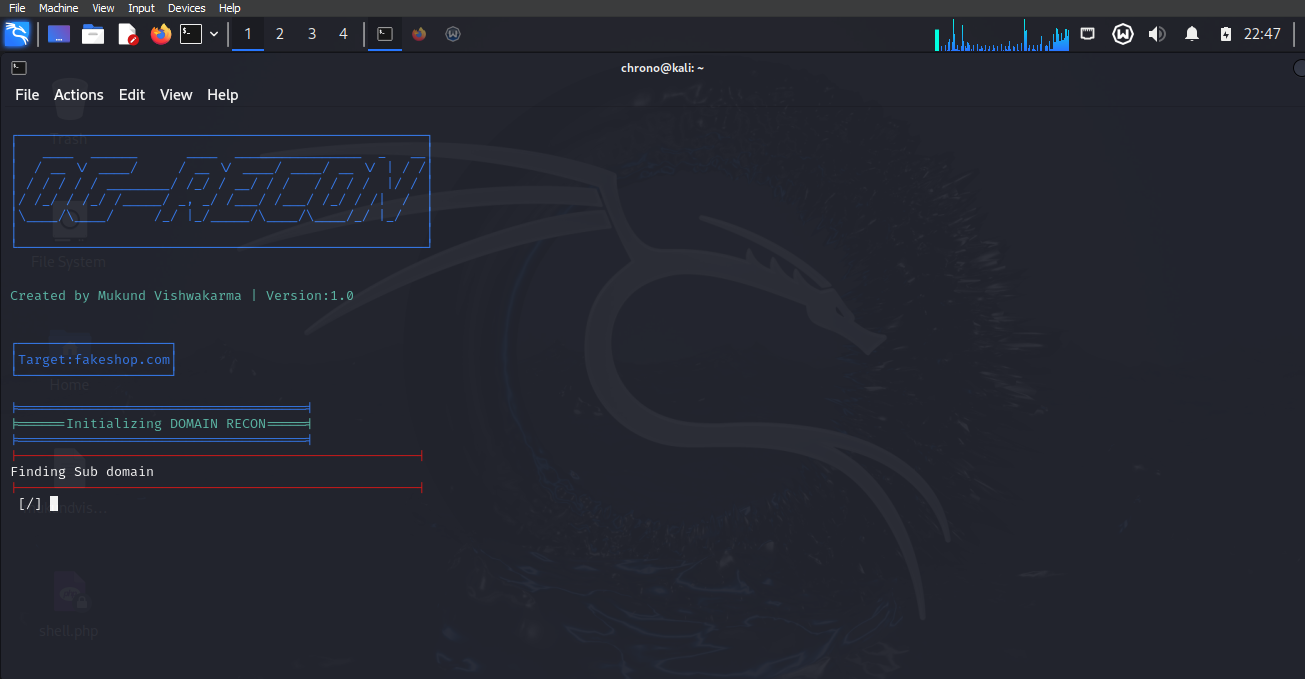 File Machine View Input Devices Help
1 2 3 4 22:47
chrono@kali: ~
File Actions Edit View Help
Trash
OG-RECON
File System
Created by Mukund Vishwakarma | Version:1.0
Target:fakeshop.com
Home
Initializing DOMAIN RECON
Finding Sub domain
[/]
shell.php